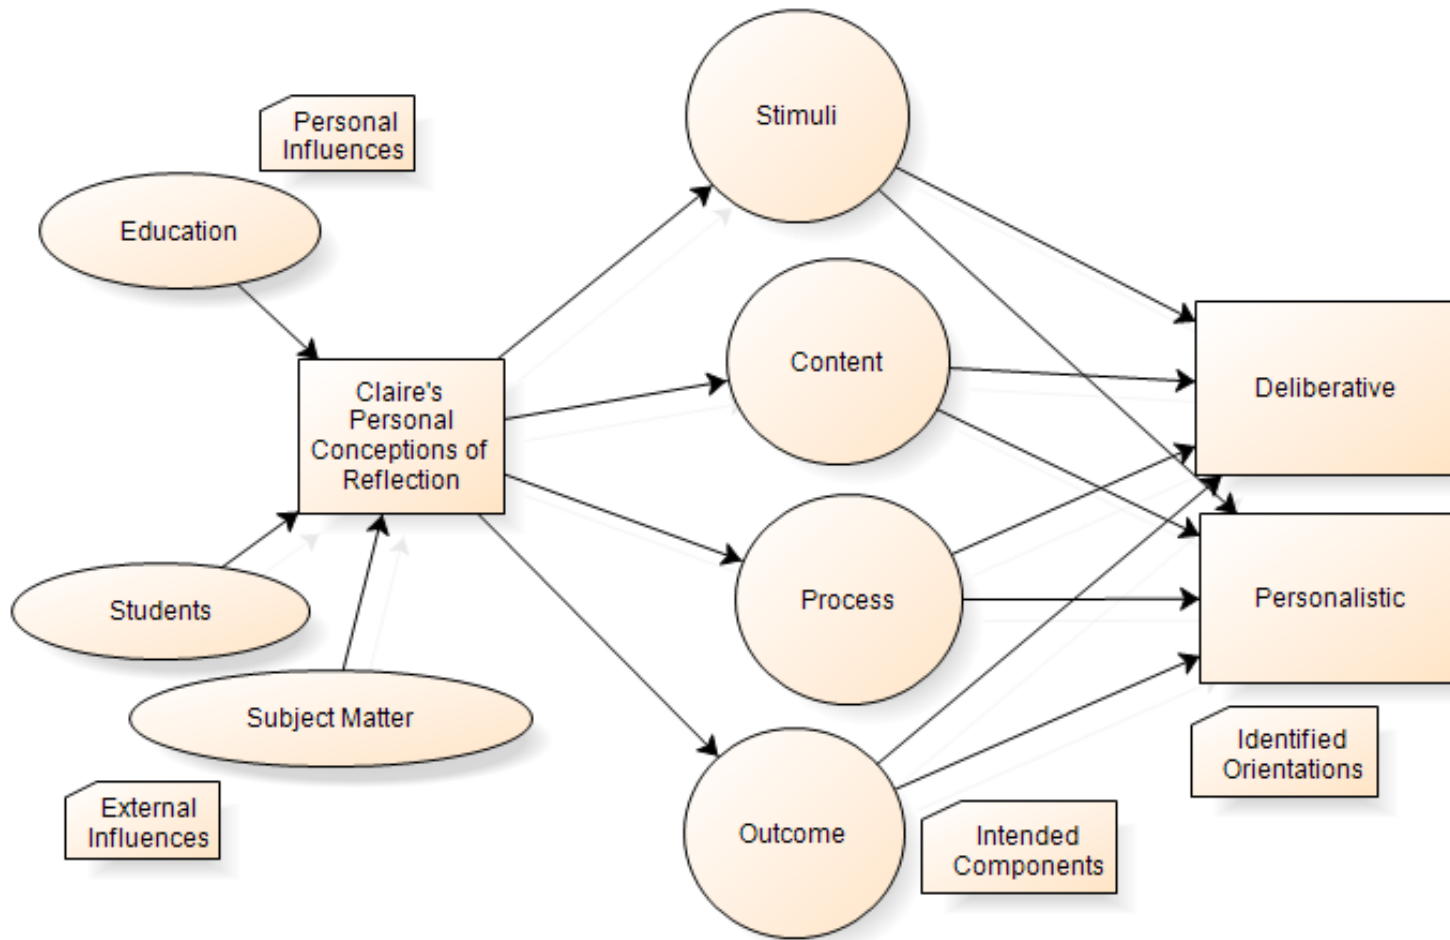 Personal
Influences
Education
Claire's
Personal
Conceptions of
Reflection
Students
Subject Matter
External
Influences
Stimuli
Content
Process
Outcome
Intended
Components
Deliberative
Personalistic
Identified
Orientations